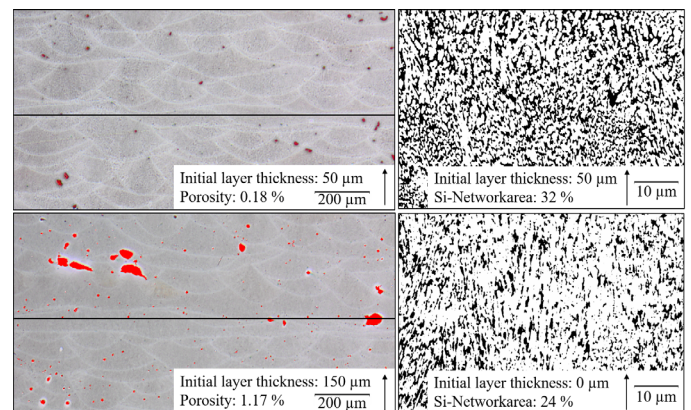 Initial layer thickness: 50 µm
Porosity: 0.18 %
200 µm
Initial layer thickness: 50 µm
Si-Networkarea: 32 %
10 µm
Initial layer thickness: 150 µm
Porosity: 1.17 %
200 µm
Initial layer thickness: 0 µm
Si-Networkarea: 24 %
10 µm